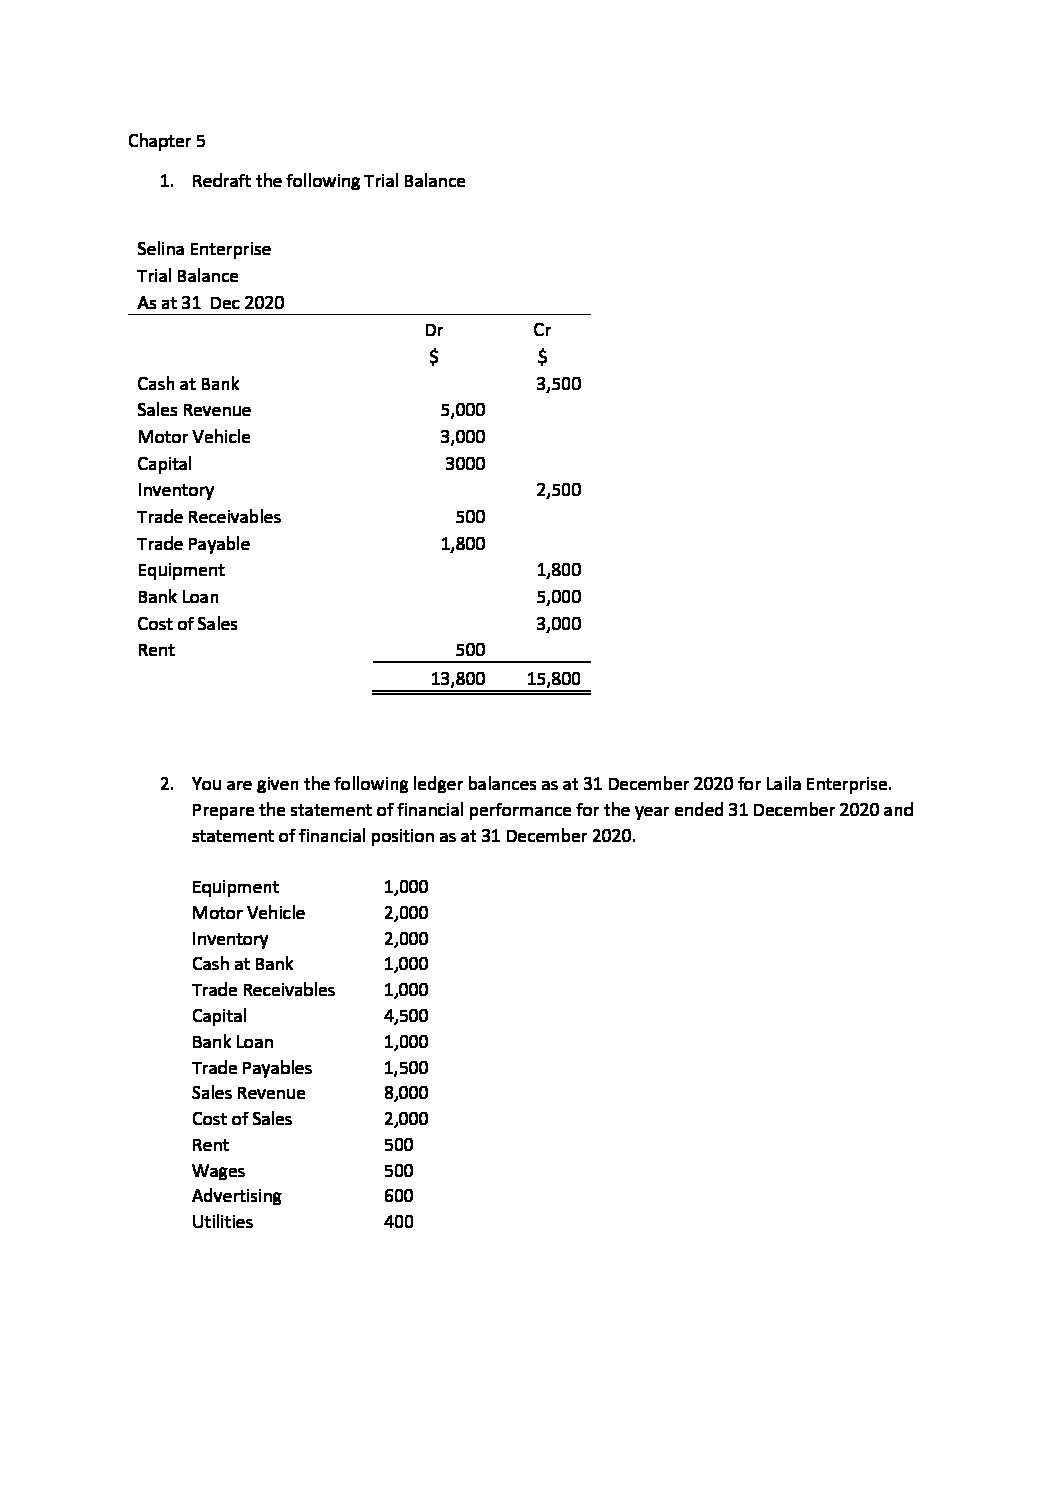 Chapter 5
1. Redraft the following Trial Balance
Selina Enterprise
Trial Balance
As at 31 Dec 2020
Dr Cr
$ $
Cash at Bank 3,500
Sales Revenue 5,000
Motor Vehicle 3,000
Capital 3000
Inventory 2,500
Trade Receivables 500
Trade Payable 1,800
Equipment 1,800
Bank Loan 5,000
Cost of Sales 3,000
Rent 500
13,800 15,800
2. You are given the following ledger balances as at 31 December 2020 for Laila Enterprise.
Prepare the statement of financial performance for the year ended 31 December 2020 and
statement of financial position as at 31 December 2020.
Equipment 1,000
Motor Vehicle 2,000
Inventory 2,000
Cash at Bank 1,000
Trade Receivables 1,000
Capital 4,500
Bank Loan 1,000
Trade Payables 1,500
Sales Revenue 8,000
Cost of Sales 2,000
Rent 500
Wages 500
Advertising 600
Utilities 400